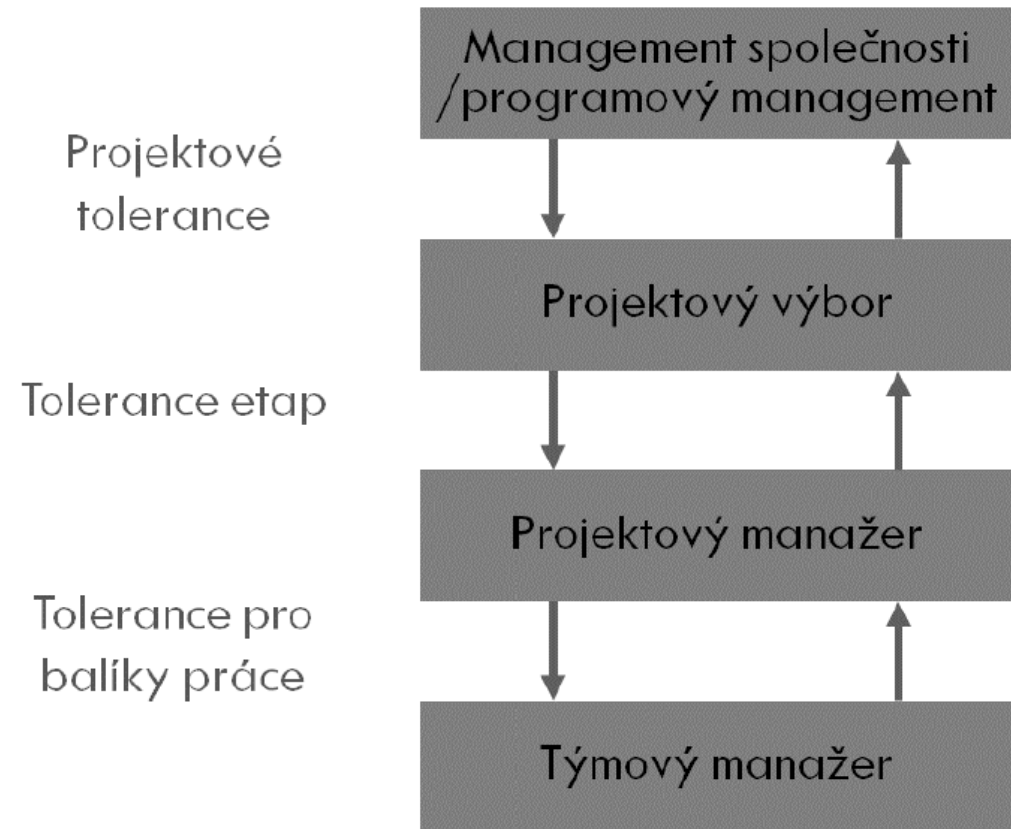 Management společnosti
/programový management
Projektové
tolerance
Projektový výbor
Tolerance etap
Projektový manažer
Tolerance pro
balíky práce
Týmový manažer